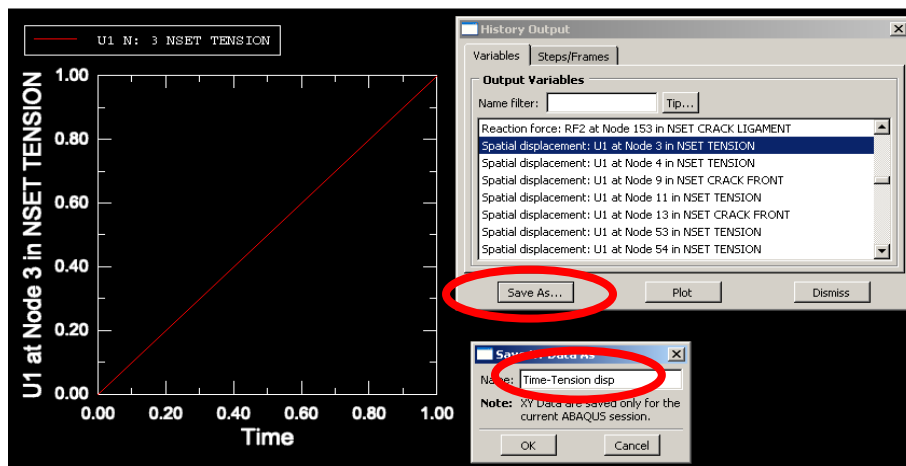 U1 N: 3 NSET TENSION
U1 at Node 3 in NSET TENSION
1.00
0.80
0.60
0.40
0.20
0.00
0.00 0.20 0.40 0.60 0.80 1.00
Time
History Output
Variables Steps/Frames
Output Variables
Name filter: Tip...
Reaction force: RF2 at Node 153 in NSET CRACK LIGAMENT
Spatial displacement: U1 at Node 3 in NSET TENSION
Spatial displacement: U1 at Node 4 in NSET TENSION
Spatial displacement: U1 at Node 9 in NSET CRACK FRONT
Spatial displacement: U1 at Node 11 in NSET TENSION
Spatial displacement: U1 at Node 13 in NSET CRACK FRONT
Spatial displacement: U1 at Node 53 in NSET TENSION
Spatial displacement: U1 at Node 54 in NSET TENSION
Save As... Plot Dismiss
Data As
Name: Time-Tension disp
Note: XY Data are saved only for the
current ABAQUS session.
OK Cancel